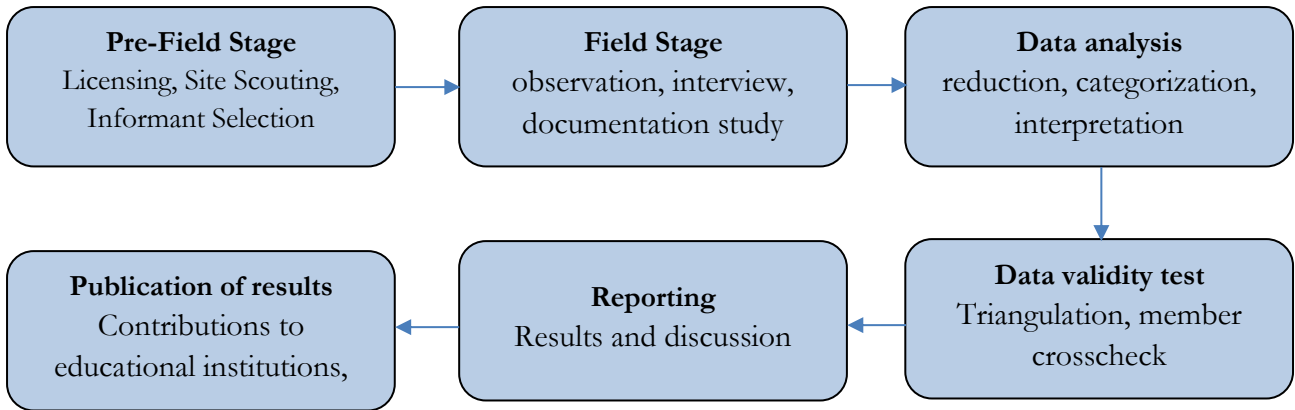 Pre-Field Stage
Licensing, Site Scouting,
Informant Selection
Field Stage
observation, interview,
documentation study
Data analysis
reduction, categorization,
interpretation
Data validity test
Triangulation, member
crosscheck
Reporting
Results and discussion
Publication of results
Contributions to
educational institutions,